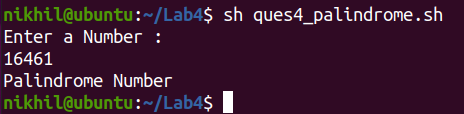 nikhil@ubuntu:~/Lab4$ sh ques4_palindrome.sh
Enter a Number :
16461
Palindrome Number
nikhil@ubuntu:~/Lab4$